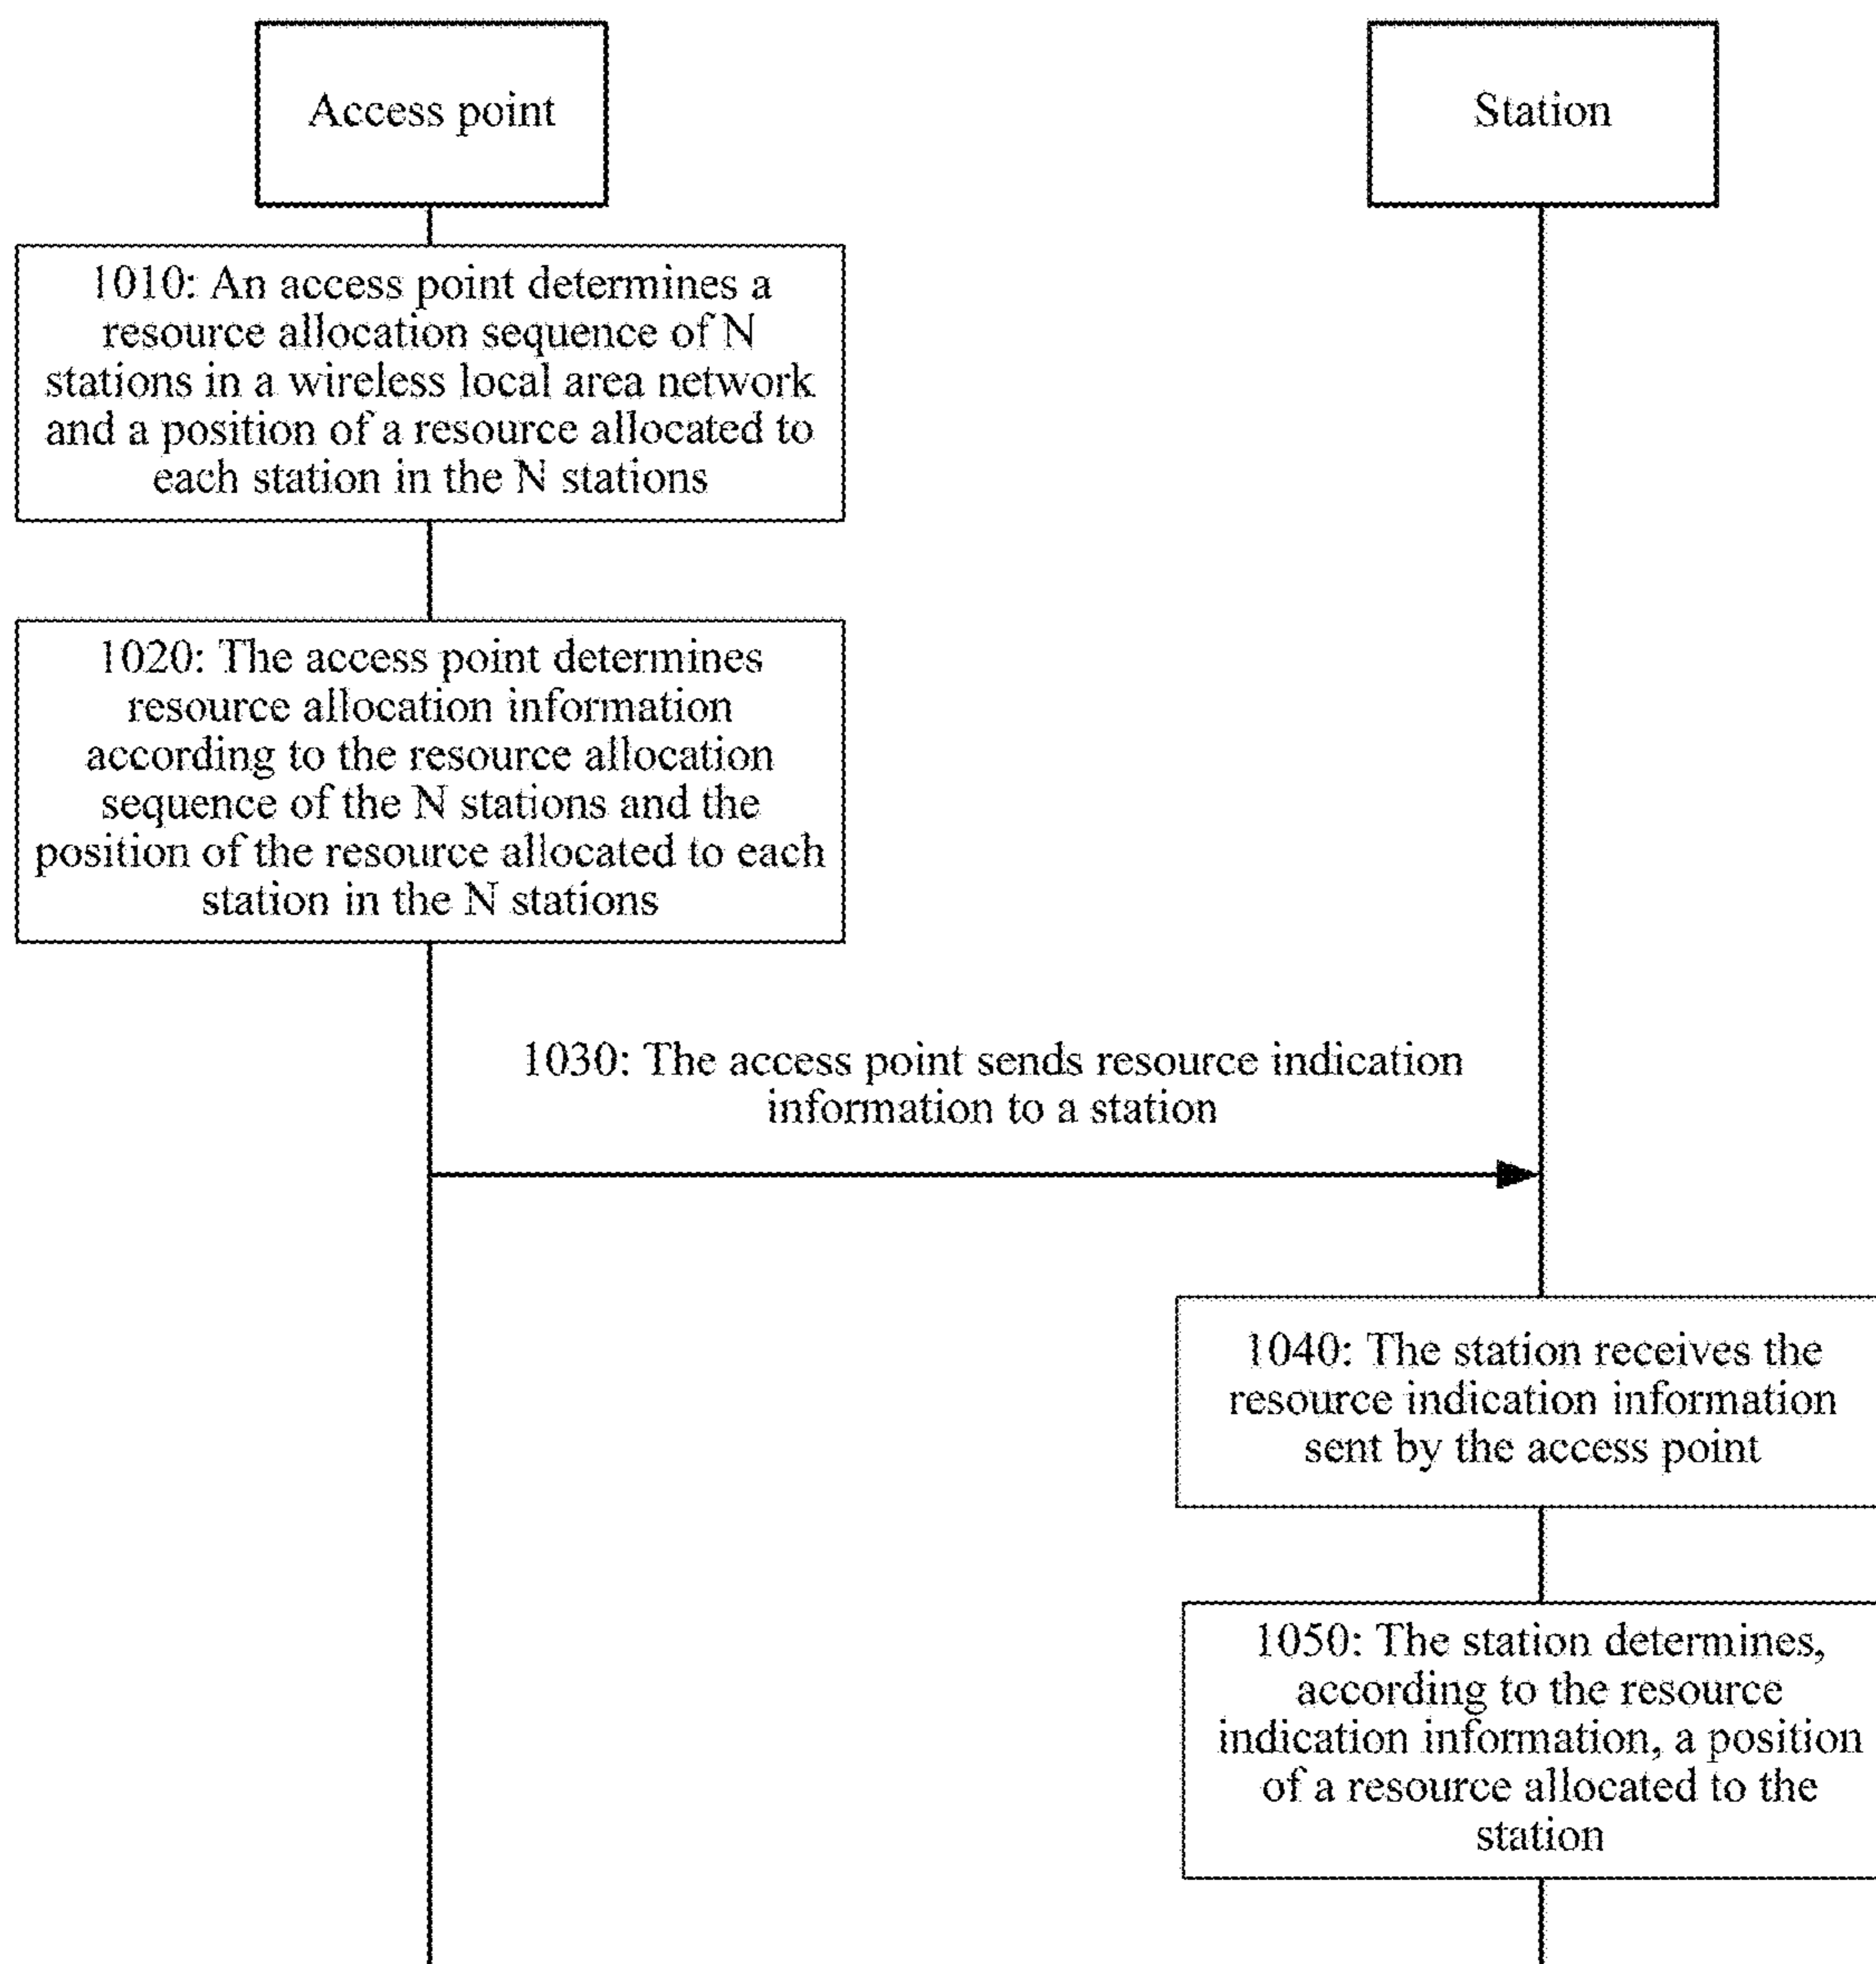 Access point
Station
1010: An access point determines a
resource allocation sequence of N
stations in a wireless local area network
and a position of a resource allocated to
each station in the N stations
1020: The access point determines
resource allocation information
according to the resource allocation
sequence of the N stations and the
position of the resource allocated to each
station in the N stations
1030: The access point sends resource indication
information to a station
1040: The station receives the
resource indication information
sent by the access point
1050: The station determines,
according to the resource
indication information, a position
of a resource allocated to the
station